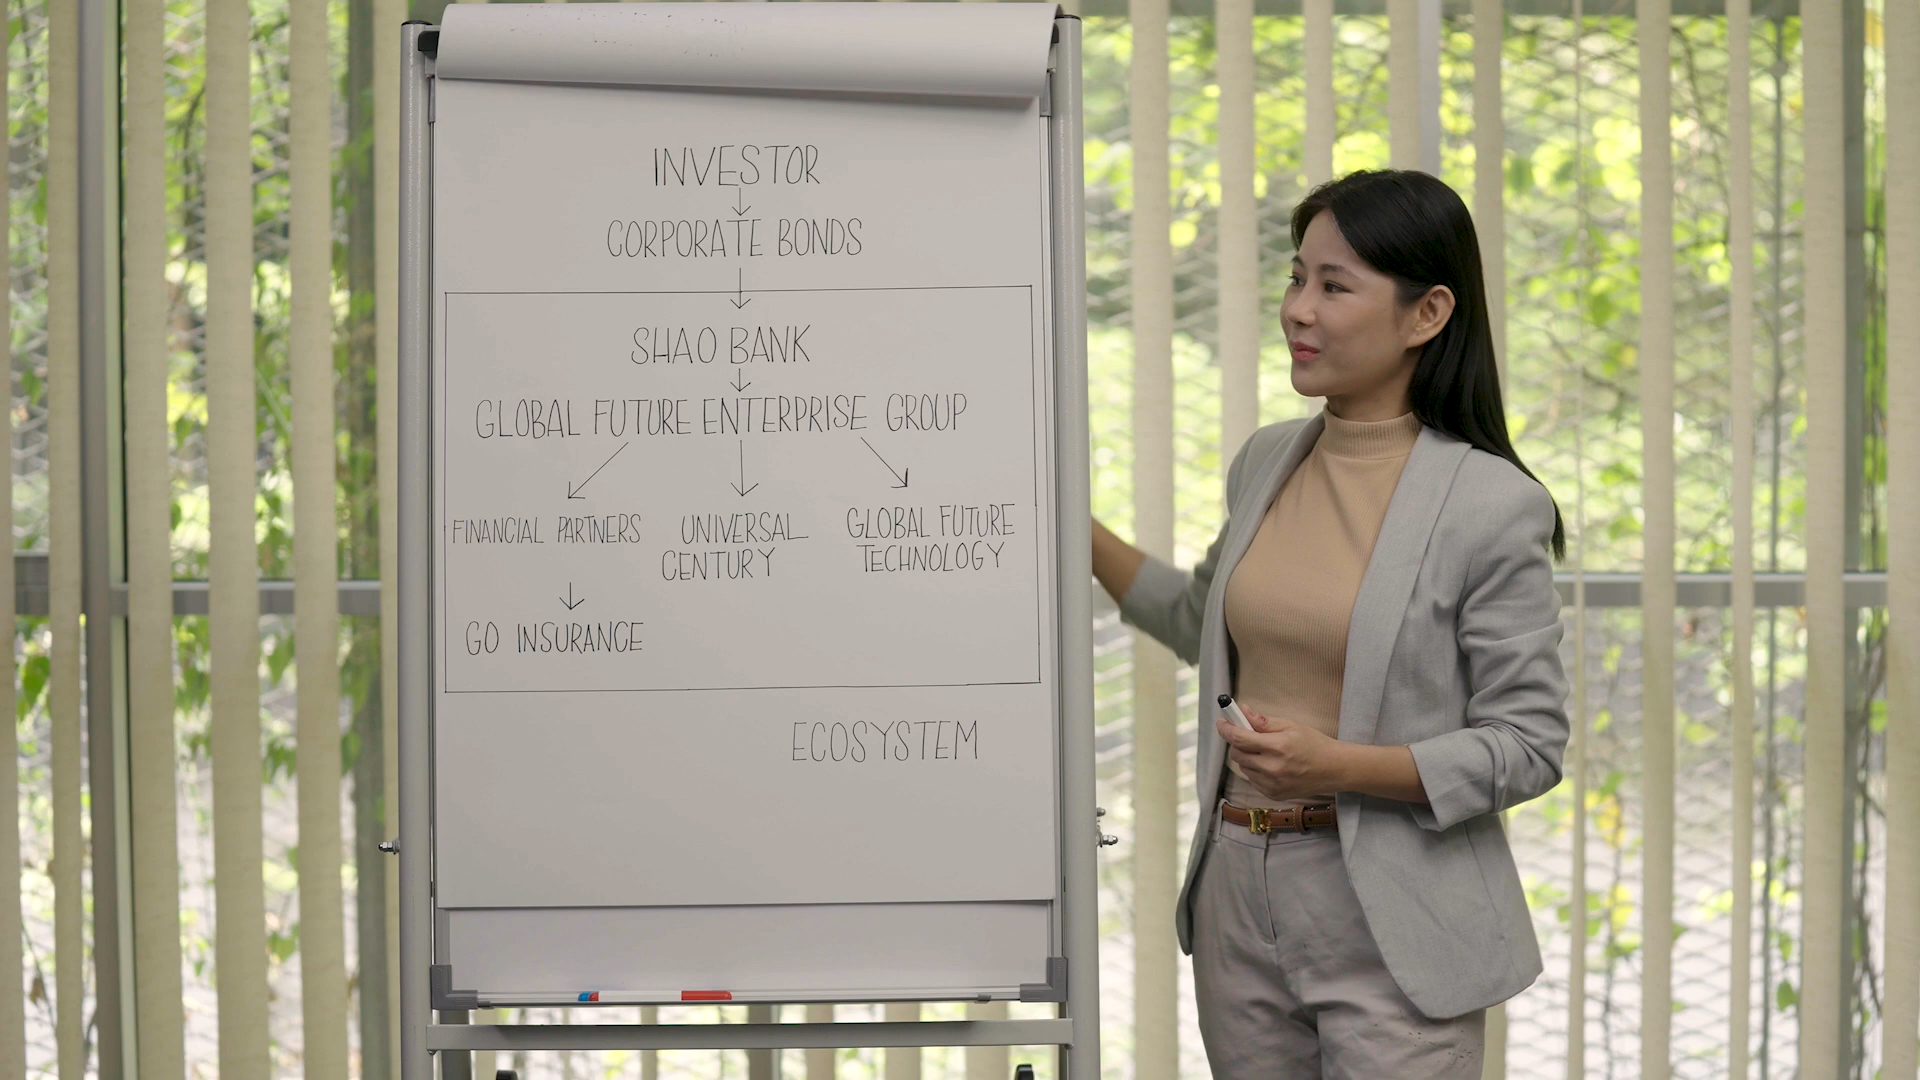 INVESTOR
CORPORATE BONDS
SHAO BANK
GLOBAL FUTURE ENTERPRISE GROUP
FINANCIAL PARTNERS
UNIVERSAL
CENTURY
GLOBAL FUTURE
TECHNOLOGY
GO INSURANCE
ECOSYSTEM